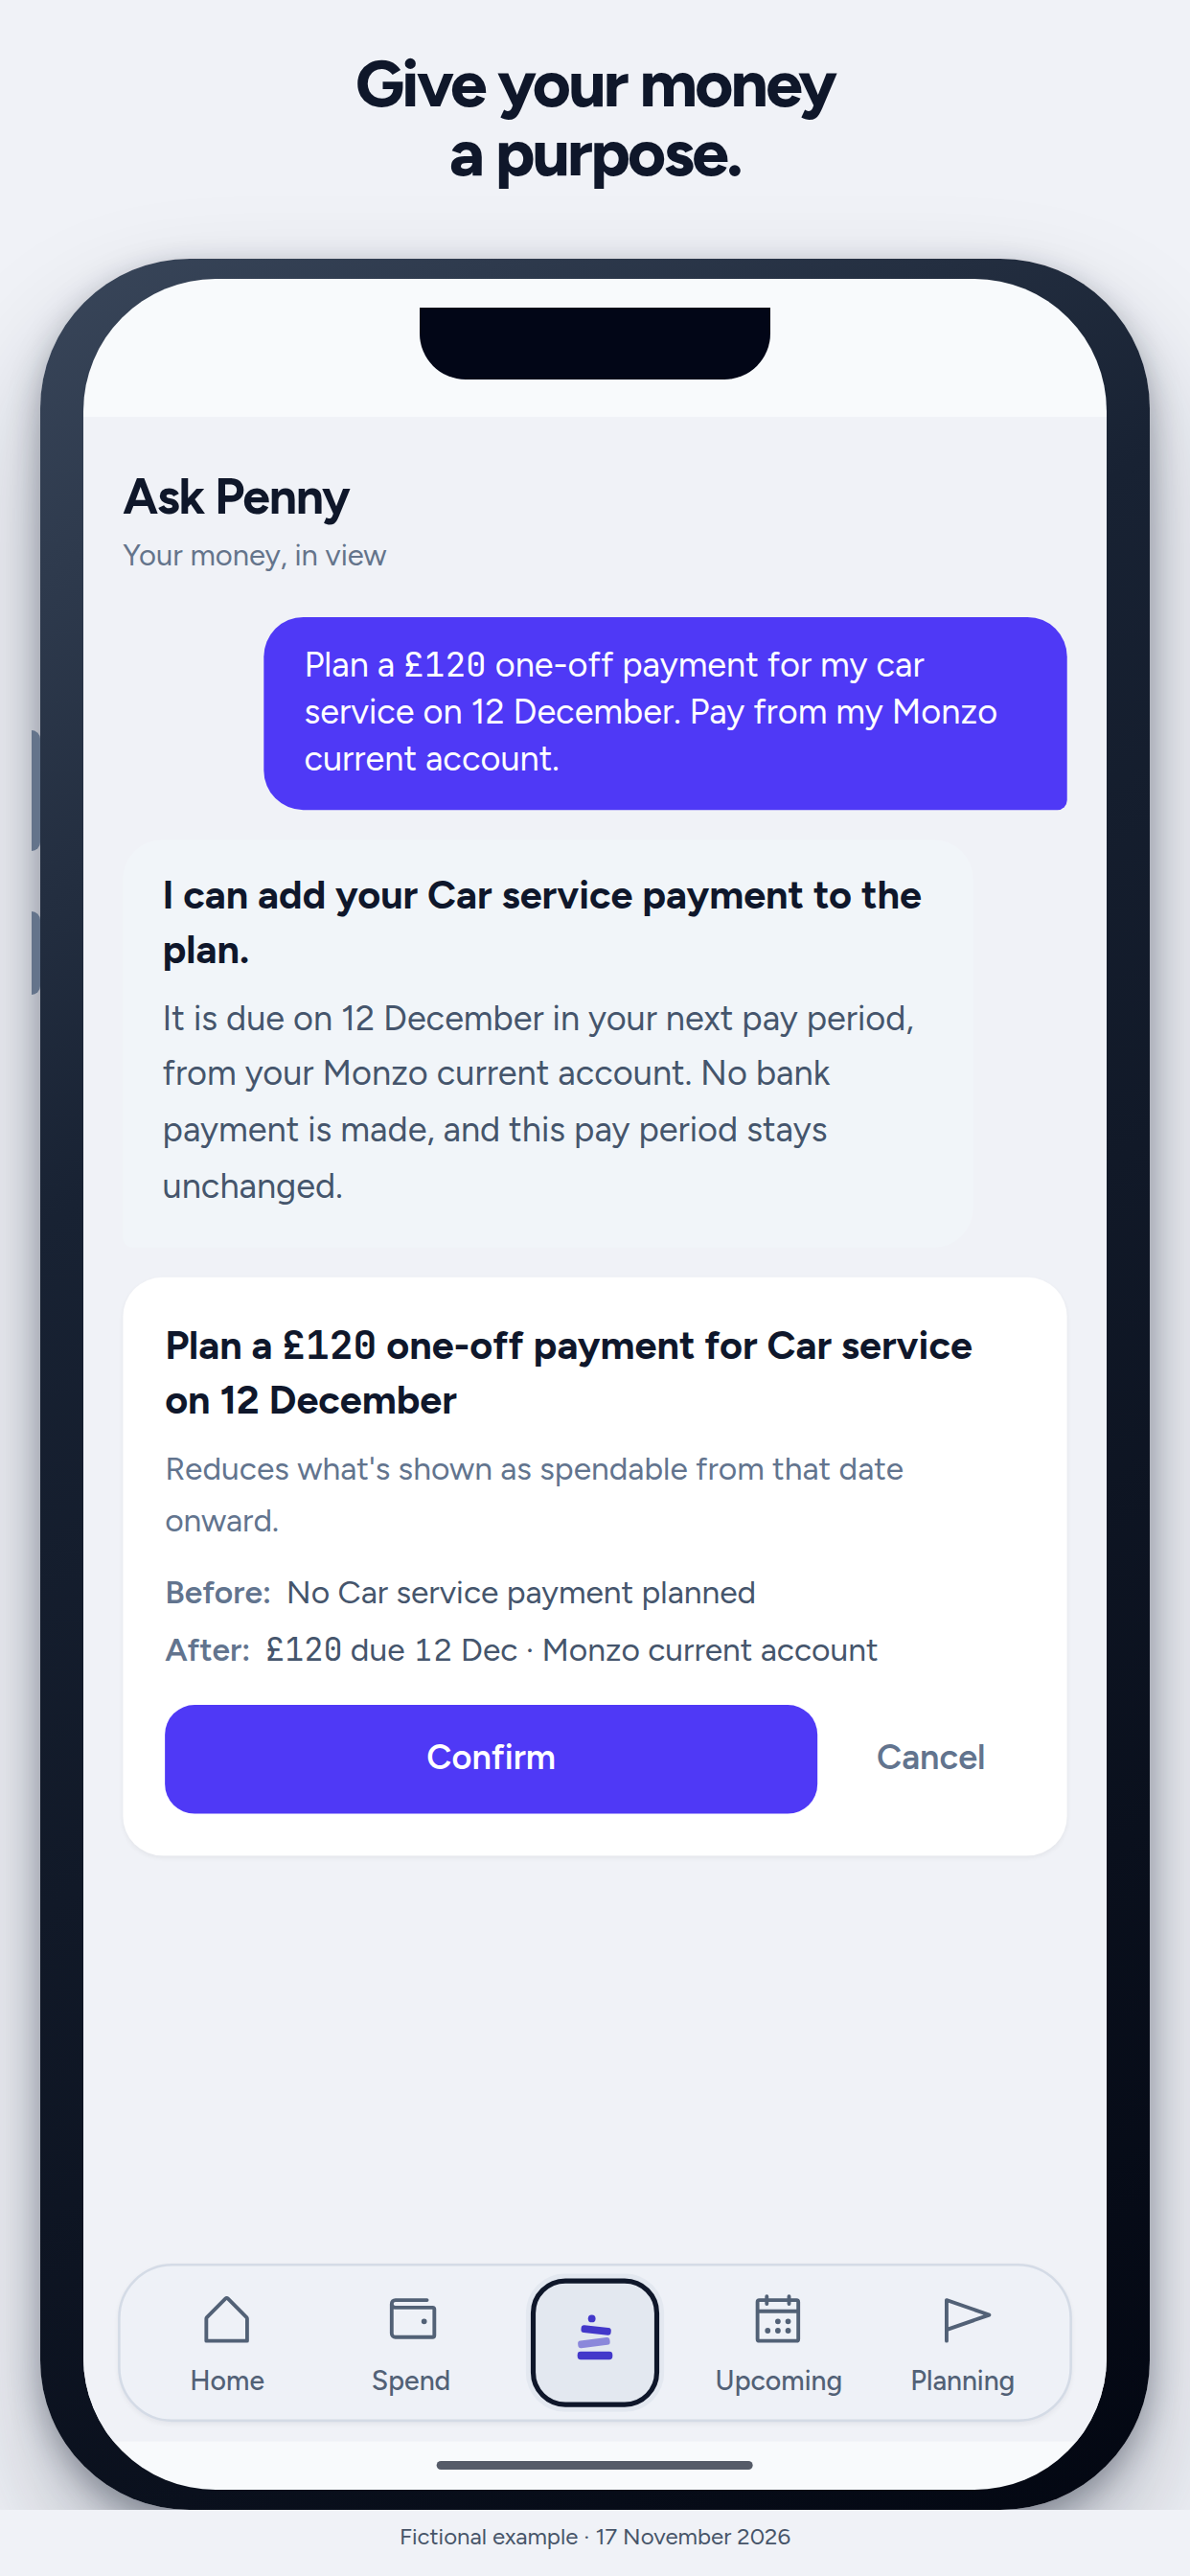 Give your money
a purpose.
Ask Penny
Your money, in view
Plan a £120 one-off payment for my car
service on 12 December. Pay from my Monzo
current account.
I can add your Car service payment to the
plan.
It is due on 12 December in your next pay period,
from your Monzo current account. No bank
payment is made, and this pay period stays
unchanged.
Plan a £120 one-off payment for Car service
on 12 December
Reduces what's shown as spendable from that date
onward.
Before: No Car service payment planned
After: £120 due 12 Dec · Monzo current account
Confirm Cancel
Home Spend Upcoming Planning
Fictional example · 17 November 2026